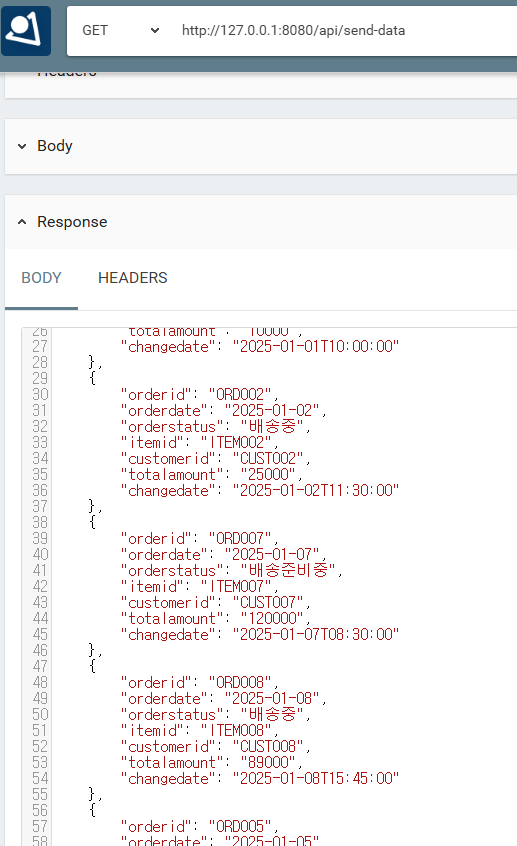 GET http://127.0.0.1:8080/api/send-data
Headers
Body
Response
BODY HEADERS
26 "totalamount": "10000",
27 "changedate": "2025-01-01T10:00:00"
28 },
29 {
30 "orderid": "ORD002",
31 "orderdate": "2025-01-02",
32 "orderstatus": "배송중",
33 "itemid": "ITEM002",
34 "customerid": "CUST002",
35 "totalamount": "25000",
36 "changedate": "2025-01-02T11:30:00"
37 },
38 {
39 "orderid": "ORD007",
40 "orderdate": "2025-01-07",
41 "orderstatus": "배송준비중",
42 "itemid": "ITEM007",
43 "customerid": "CUST007",
44 "totalamount": "120000",
45 "changedate": "2025-01-07T08:30:00"
46 },
47 {
48 "orderid": "ORD008",
49 "orderdate": "2025-01-08",
50 "orderstatus": "배송중",
51 "itemid": "ITEM008",
52 "customerid": "CUST008",
53 "totalamount": "89000",
54 "changedate": "2025-01-08T15:45:00"
55 },
56 {
57 "orderid": "ORD005",
58 "orderdate": "2025-01-05"